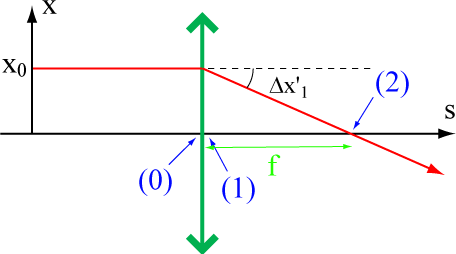 x
x₀
Δx'₁
(2)
s
(0)
(1)
f